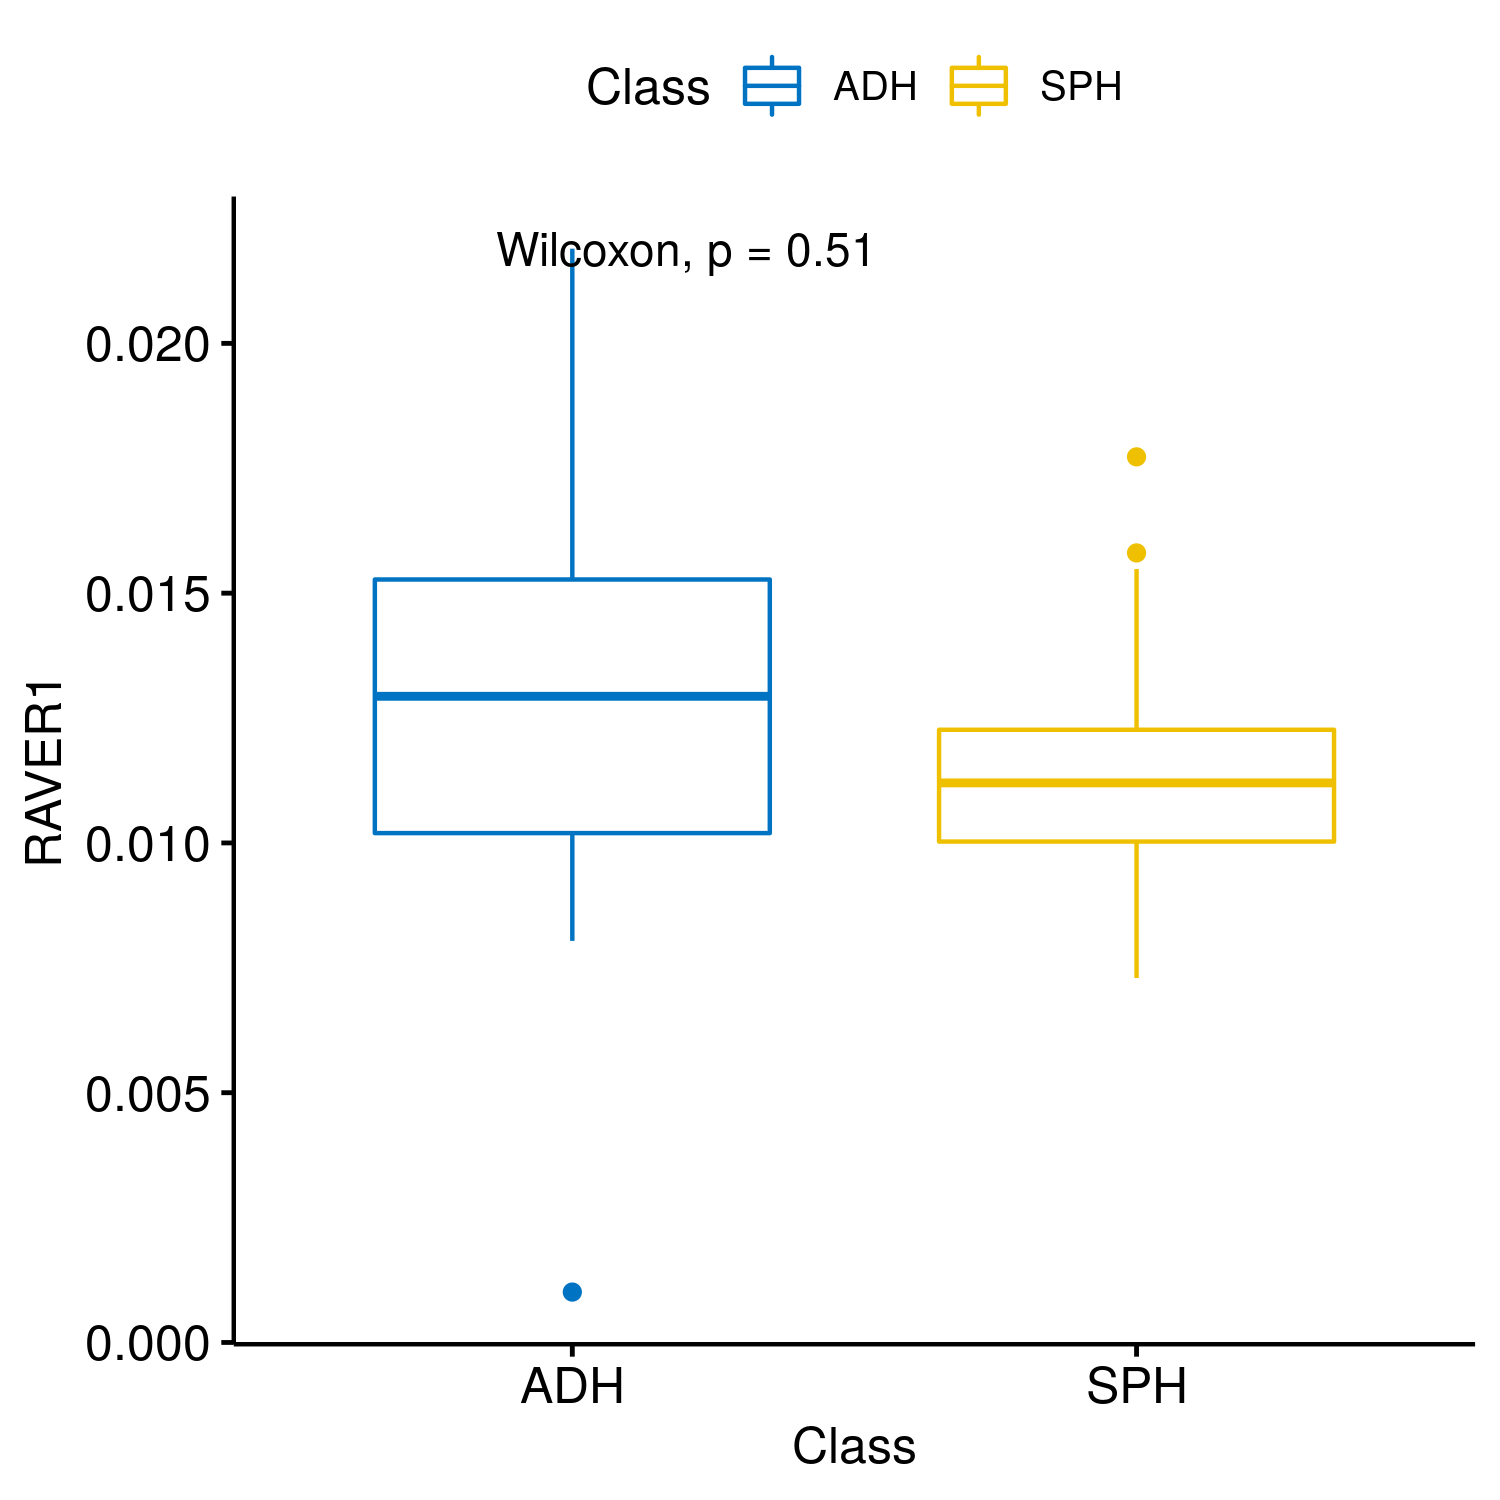 Class ADH SPH
Wilcoxon, p = 0.51
0.020
0.015
0.010
0.005
0.000
RAVER1
ADH SPH
Class